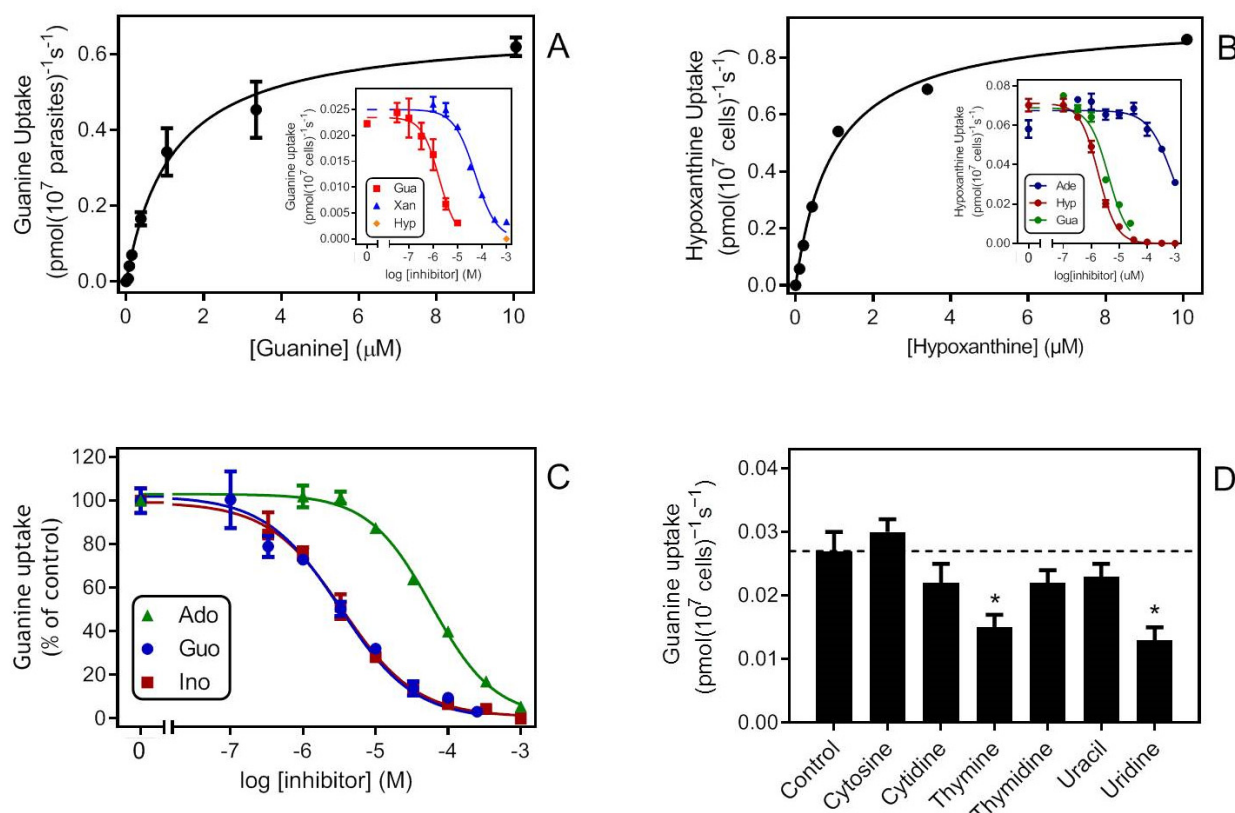 A
Guanine Uptake
(pmol(10⁷ parasites)⁻¹s⁻¹
0.6
0.4
0.2
0.0
0
2
4
6
8
10
[Guanine] (μM)
Guanine uptake
(pmol(10⁷ cells)⁻¹s⁻¹)
0.025
0.020
0.015
0.010
0.005
0.000
Gua
Xan
Hyp
0
-7
-6
-5
-4
-3
log [inhibitor] (M)
B
Hypoxanthine Uptake
(pmol(10⁷ cells)⁻¹s⁻¹
0.8
0.6
0.4
0.2
0.0
0
2
4
6
8
10
[Hypoxanthine] (μM)
Hypoxanthine Uptake
(pmol(10⁷ cells)⁻¹s⁻¹
0.08
0.06
0.04
0.02
0.00
Ade
Hyp
Gua
0
-7
-6
-5
-4
-3
log[inhibitor] (uM)
C
Guanine uptake
(% of control)
120
100
80
60
40
20
0
Ado
Guo
Ino
0
-7
-6
-5
-4
-3
log [inhibitor] (M)
D
Guanine uptake
(pmol(10⁷ cells)⁻¹s⁻¹)
0.04
0.03
0.02
0.01
0.00
*
*
Control
Cytosine
Cytidine
Thymine
Thymidine
Uracil
Uridine